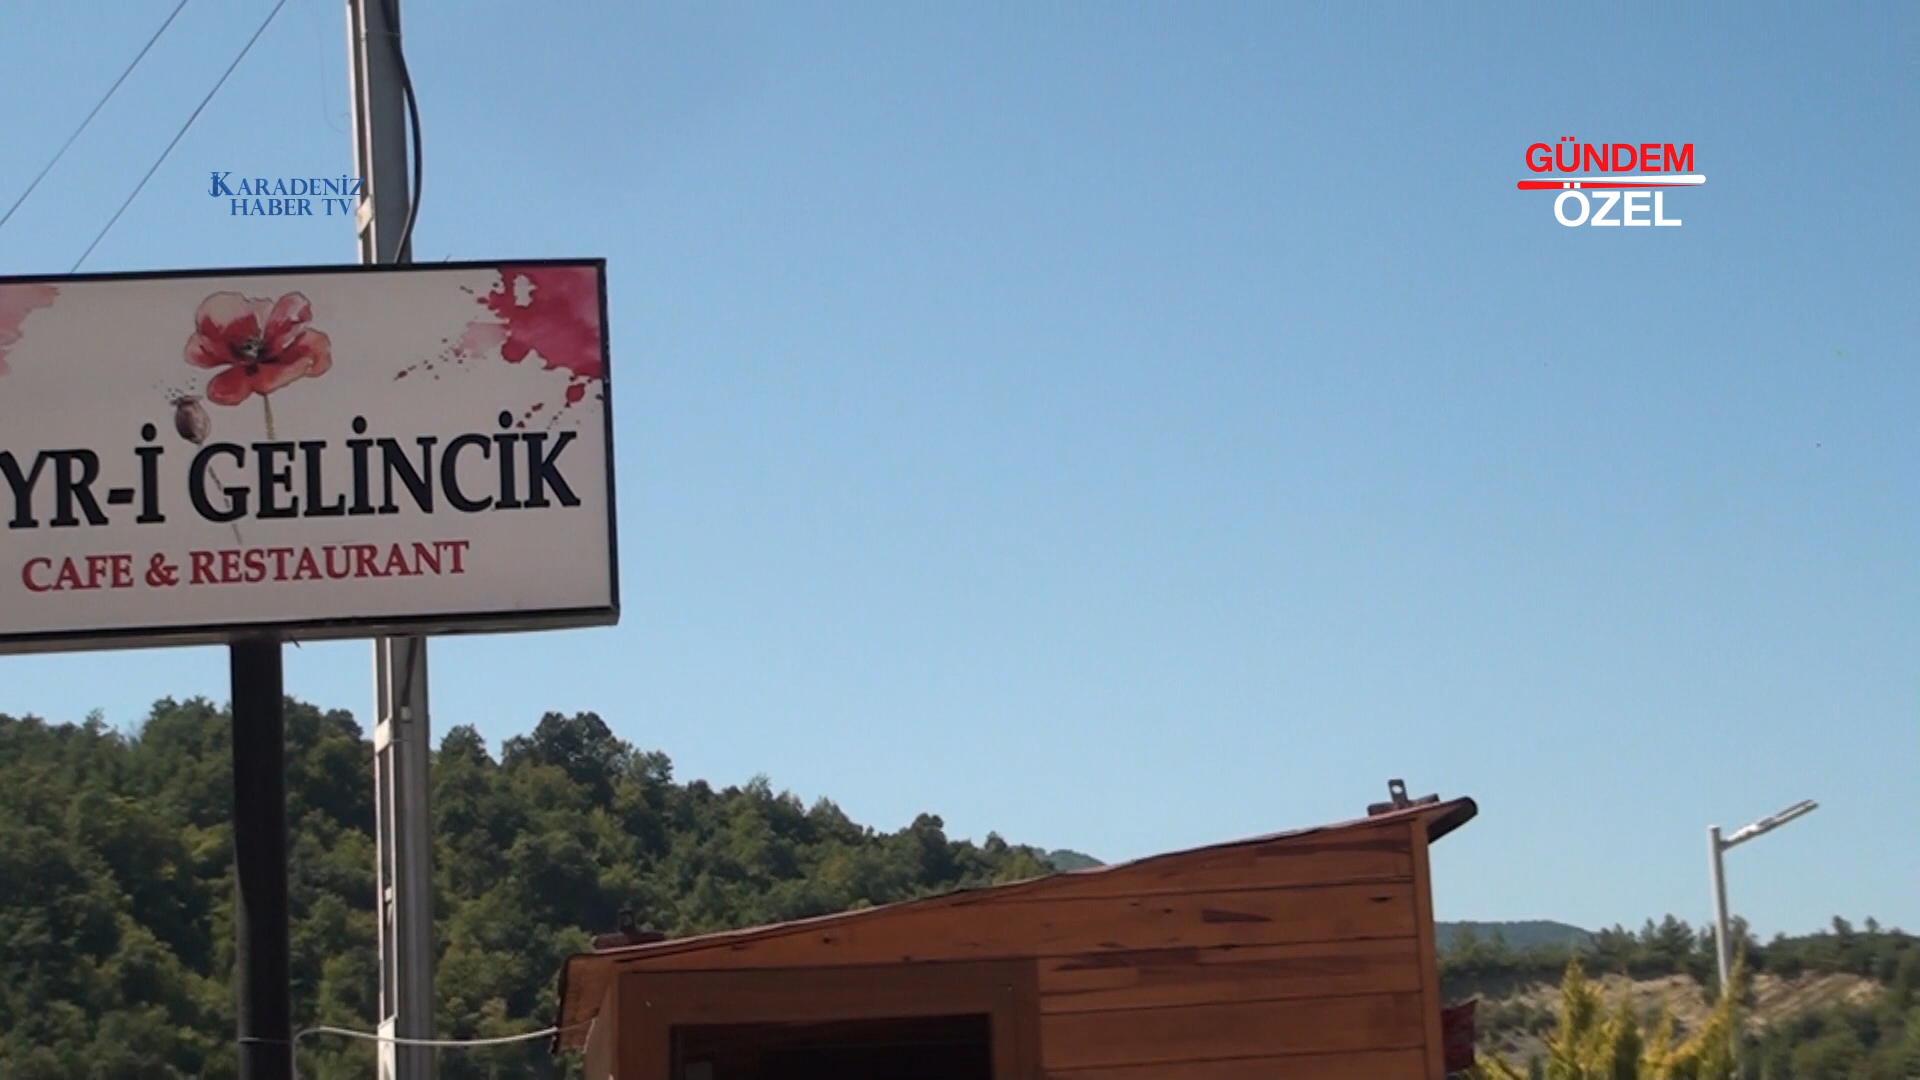 KARADENİZ
HABER TV
GÜNDEM
ÖZEL
YR-İ GELİNCİK
CAFE & RESTAURANT